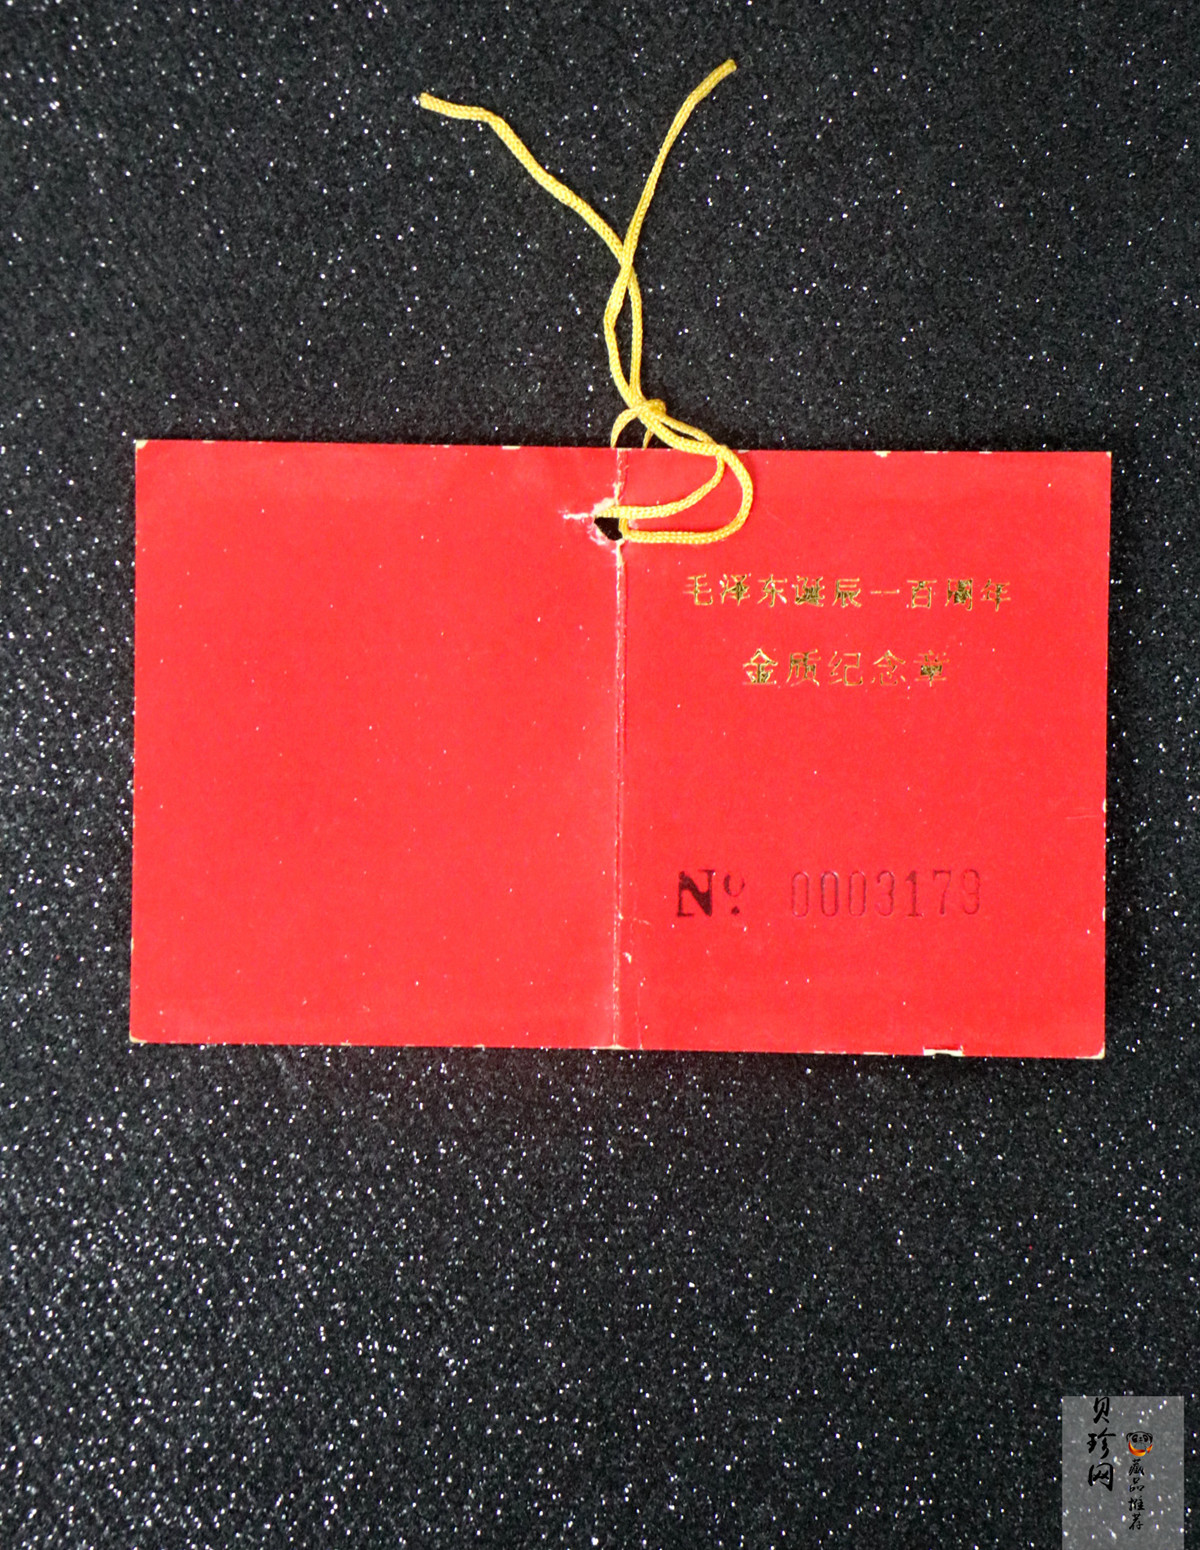 毛泽东诞辰一百周年
金质纪念章
Nº 0003179
贝珍网
藏品推荐